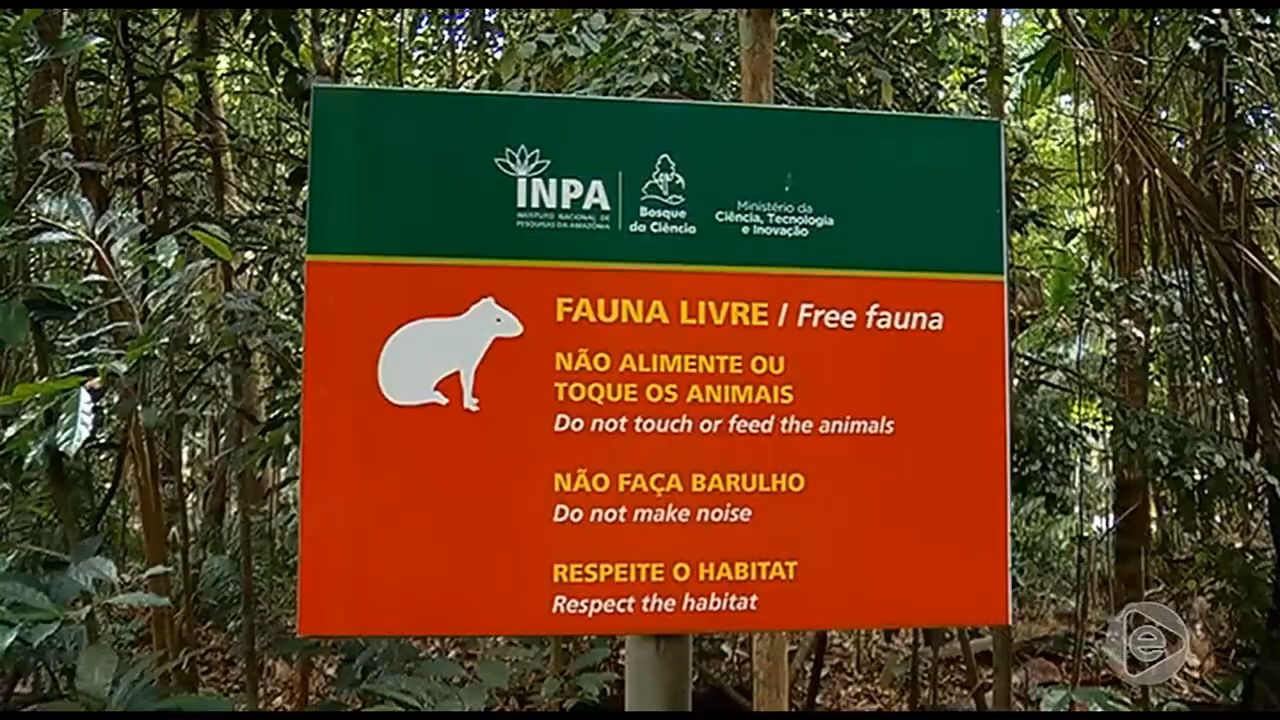 INPA
INSTITUTO NACIONAL DE
PESQUISAS DA AMAZÔNIA
Bosque
da Ciência
Ministério da
Ciência, Tecnologia
e Inovação
FAUNA LIVRE / Free fauna
NÃO ALIMENTE OU
TOQUE OS ANIMAIS
Do not touch or feed the animals
NÃO FAÇA BARULHO
Do not make noise
RESPEITE O HABITAT
Respect the habitat
e